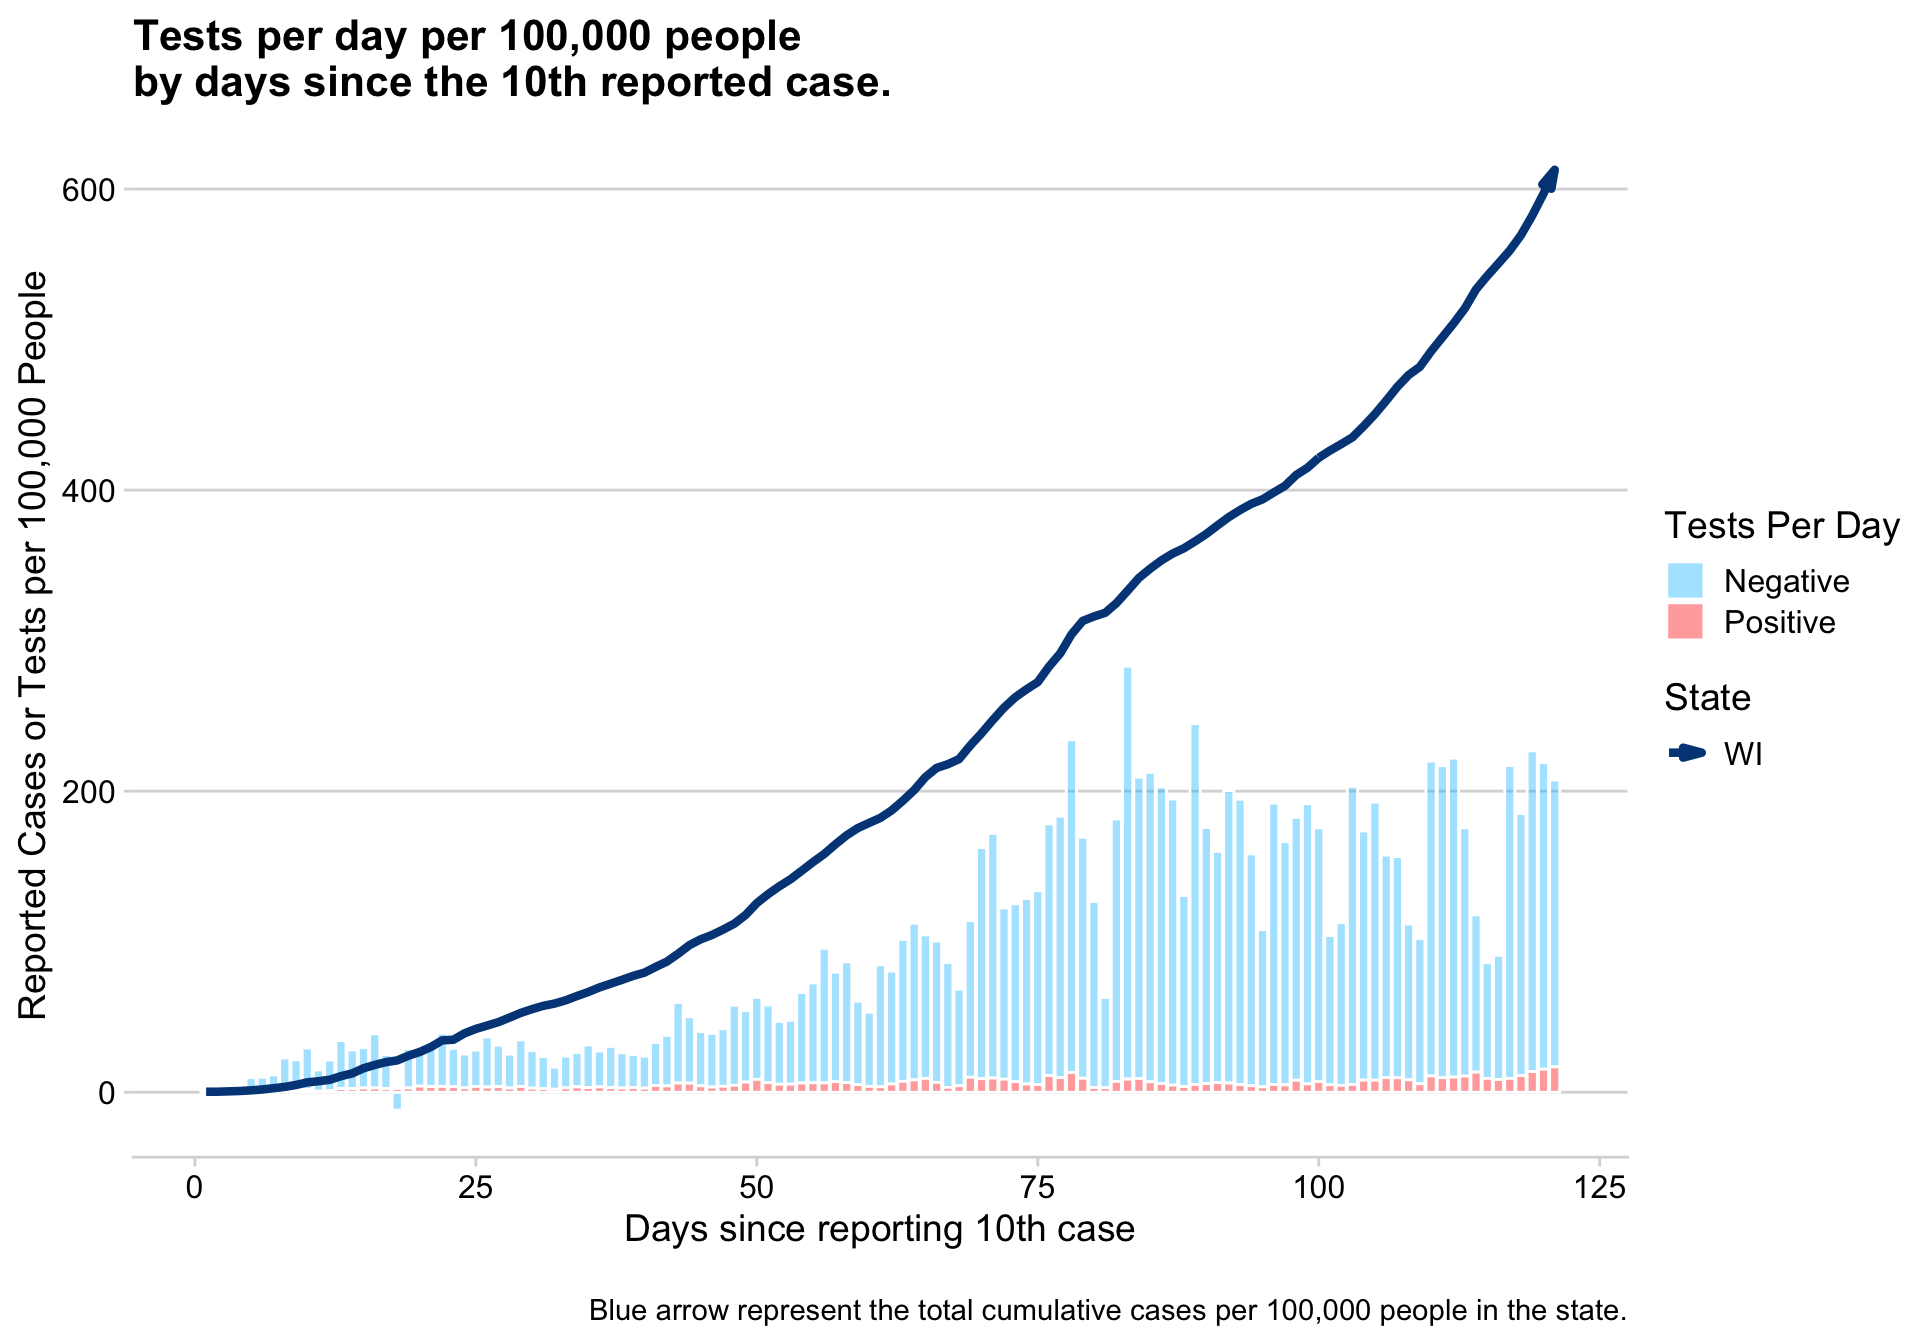 Tests per day per 100,000 people
by days since the 10th reported case.
Reported Cases or Tests per 100,000 People
600
400
200
0
0
25
50
75
100
125
Days since reporting 10th case
Tests Per Day
Negative
Positive
State
WI
Blue arrow represent the total cumulative cases per 100,000 people in the state.